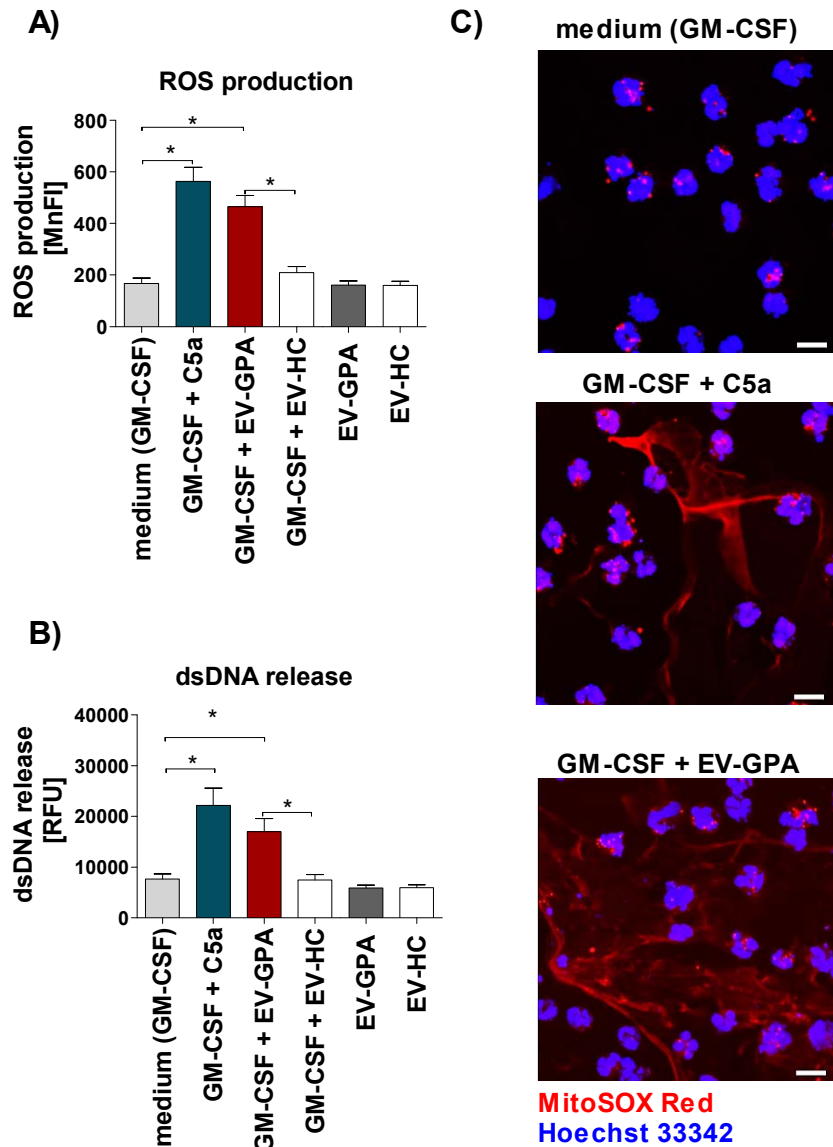 A)
ROS production
ROS production
[MnFI]
800
600
400
200
0
*
*
*
medium (GM-CSF)
GM-CSF + C5a
GM-CSF + EV-GPA
GM-CSF + EV-HC
EV-GPA
EV-HC
B)
dsDNA release
dsDNA release
[RFU]
40000
30000
20000
10000
0
*
*
*
medium (GM-CSF)
GM-CSF + C5a
GM-CSF + EV-GPA
GM-CSF + EV-HC
EV-GPA
EV-HC
C)
medium (GM-CSF)
GM-CSF + C5a
GM-CSF + EV-GPA
MitoSOX Red
Hoechst 33342